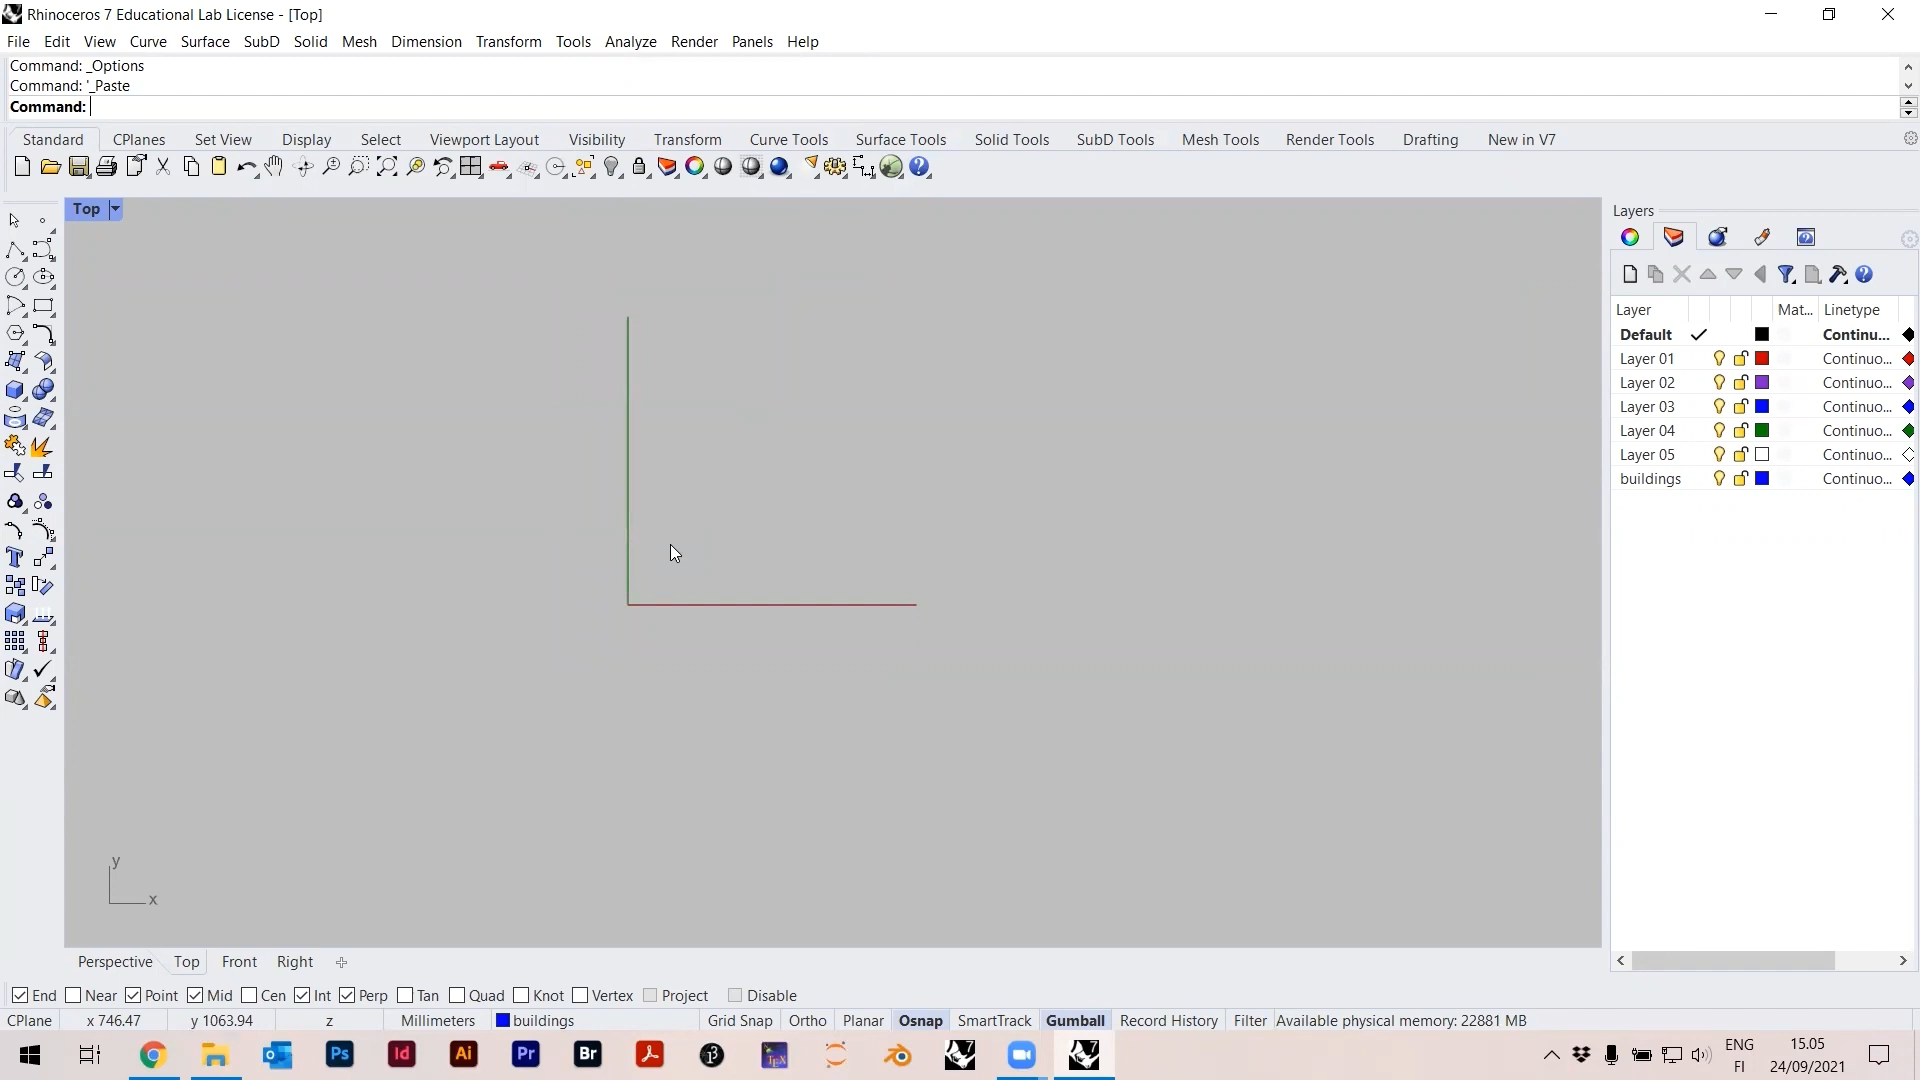 Rhinoceros 7 Educational Lab License - [Top]
File Edit View Curve Surface SubD Solid Mesh Dimension Transform Tools Analyze Render Panels Help
Command: _Options
Command: '_Paste
Command:
Standard CPlanes Set View Display Select Viewport Layout Visibility Transform Curve Tools Surface Tools Solid Tools SubD Tools Mesh Tools Render Tools Drafting New in V7
Top
Layers
Layer Mat... Linetype
Default Continu...
Layer 01 Continuo...
Layer 02 Continuo...
Layer 03 Continuo...
Layer 04 Continuo...
Layer 05 Continuo...
buildings Continuo...
y
x
Perspective Top Front Right
End Near Point Mid Cen Int Perp Tan Quad Knot Vertex Project Disable
CPlane x 746.47 y 1063.94 z Millimeters buildings Grid Snap Ortho Planar Osnap SmartTrack Gumball Record History Filter Available physical memory: 22881 MB
Ps Id Ai Pr Br
ENG
FI
15.05
24/09/2021